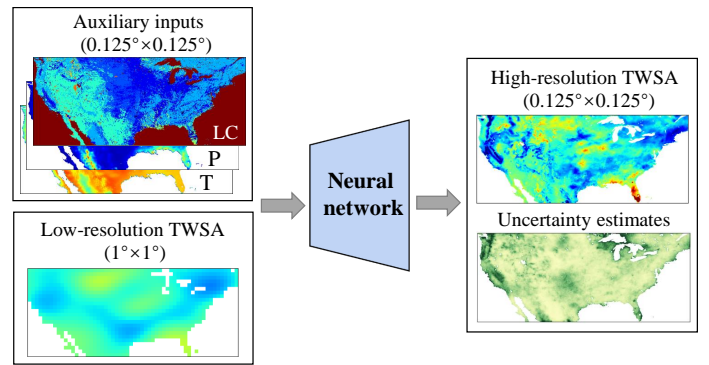 Auxiliary inputs
(0.125°×0.125°)
LC
P
T
Low-resolution TWSA
(1°×1°)
Neural
network
High-resolution TWSA
(0.125°×0.125°)
Uncertainty estimates